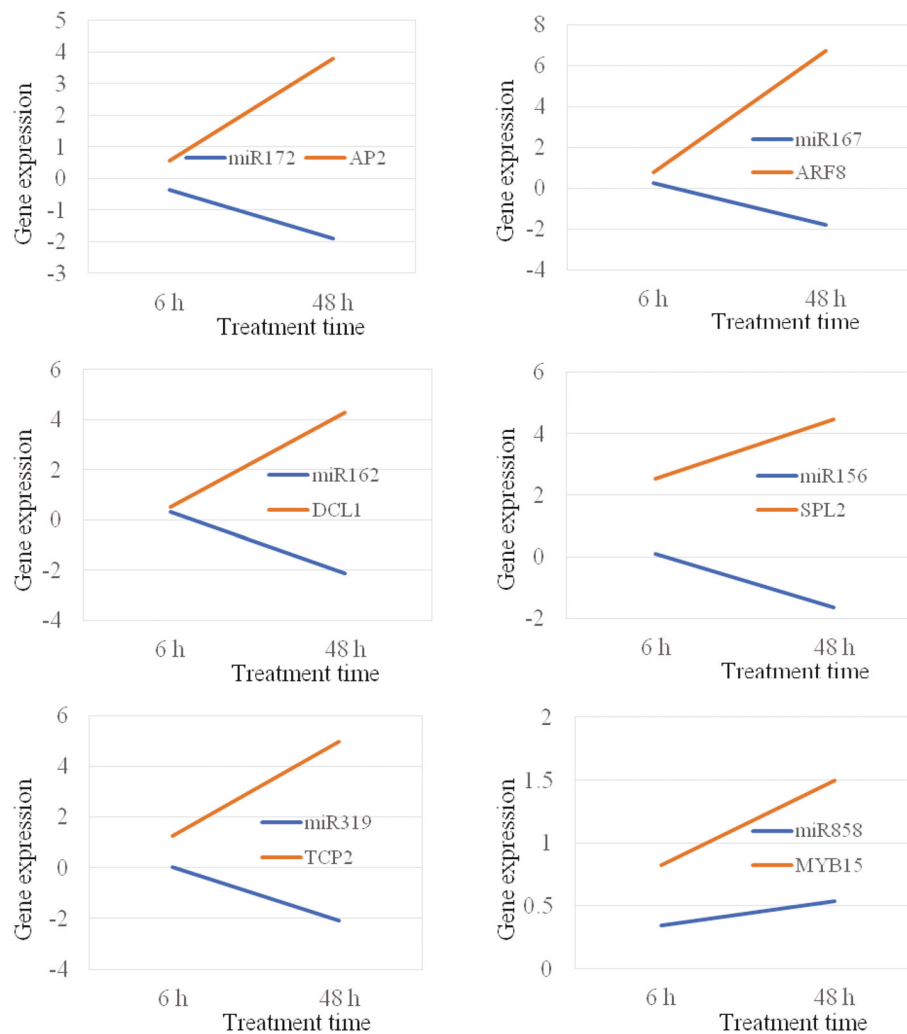 5
4
3
2
1
0
-1
-2
-3
Gene expression
miR172 AP2
6 h 48 h
Treatment time
8
6
4
2
0
-2
-4
Gene expression
miR167
ARF8
6 h 48 h
Treatment time
6
4
2
0
-2
-4
Gene expression
miR162
DCL1
6 h 48 h
Treatment time
6
4
2
0
-2
Gene expression
miR156
SPL2
6 h 48 h
Treatment time
6
4
2
0
-2
-4
Gene expression
miR319
TCP2
6 h 48 h
Treatment time
2
1.5
1
0.5
0
Gene expression
miR858
MYB15
6 h 48 h
Treatment time